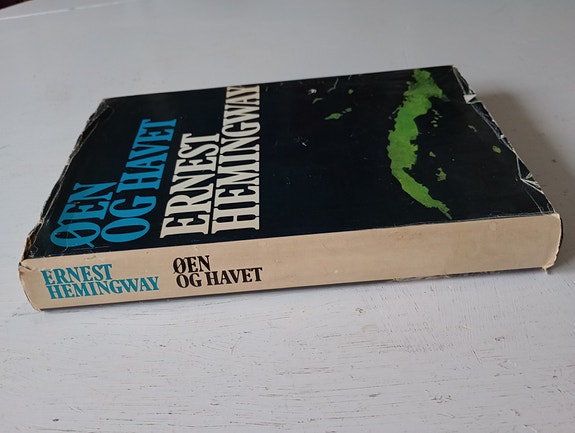 ØEN
OG HAVET
ERNEST
HEMINGWAY
ERNEST
HEMINGWAY
ØEN
OG HAVET